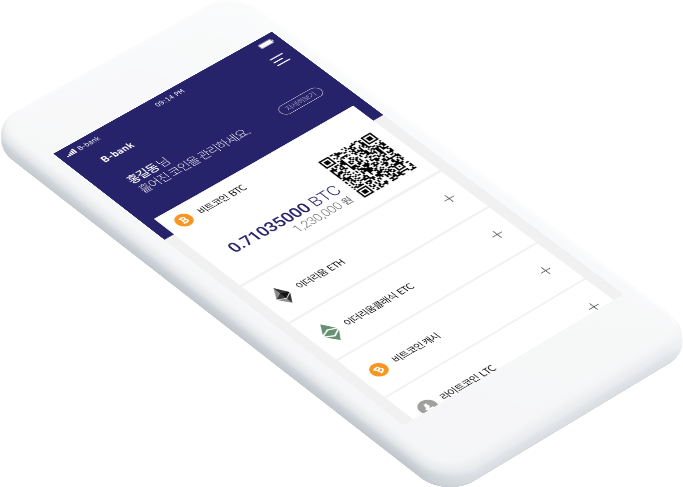 B-bank
09:14 PM
B-bank
자세히보기
홍길동 님
흩어진 코인을 관리하세요.
비트코인 BTC
0.71035000 BTC
1,230,000 원
이더리움 ETH
이더리움클래식 ETC
비트코인 캐시
라이트코인 LTC